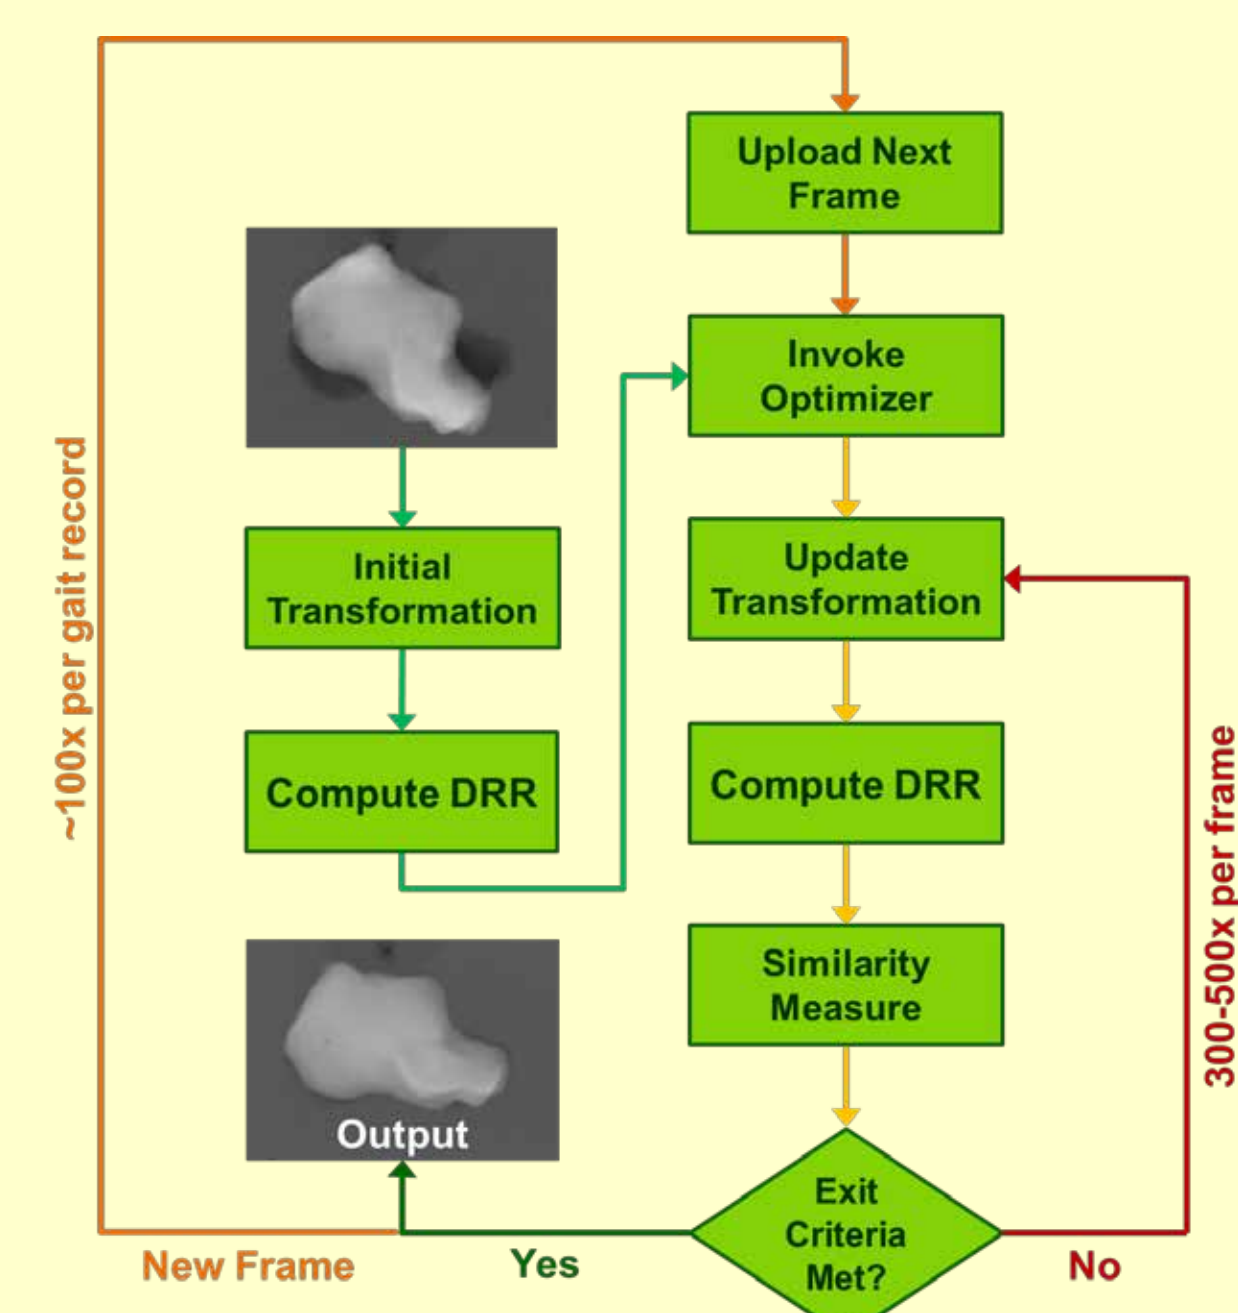 Upload Next
Frame
Invoke
Optimizer
Initial
Transformation
Update
Transformation
Compute DRR
Compute DRR
Similarity
Measure
Output
Exit
Criteria
Met?
New Frame
Yes
No
~100x per gait record
300-500x per frame